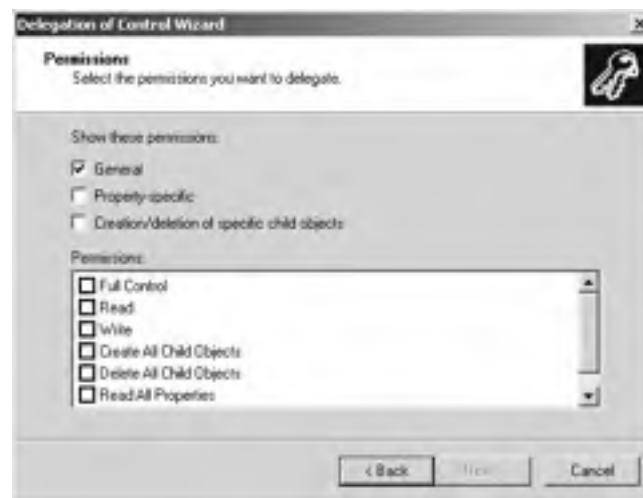 Delegation of Control Wizard
Permissions
Select the permissions you want to delegate.
Show these permissions:
General
Property-specific
Creation/deletion of specific child objects
Permissions:
Full Control
Read
Write
Create All Child Objects
Delete All Child Objects
Read All Properties
< Back Next > Cancel